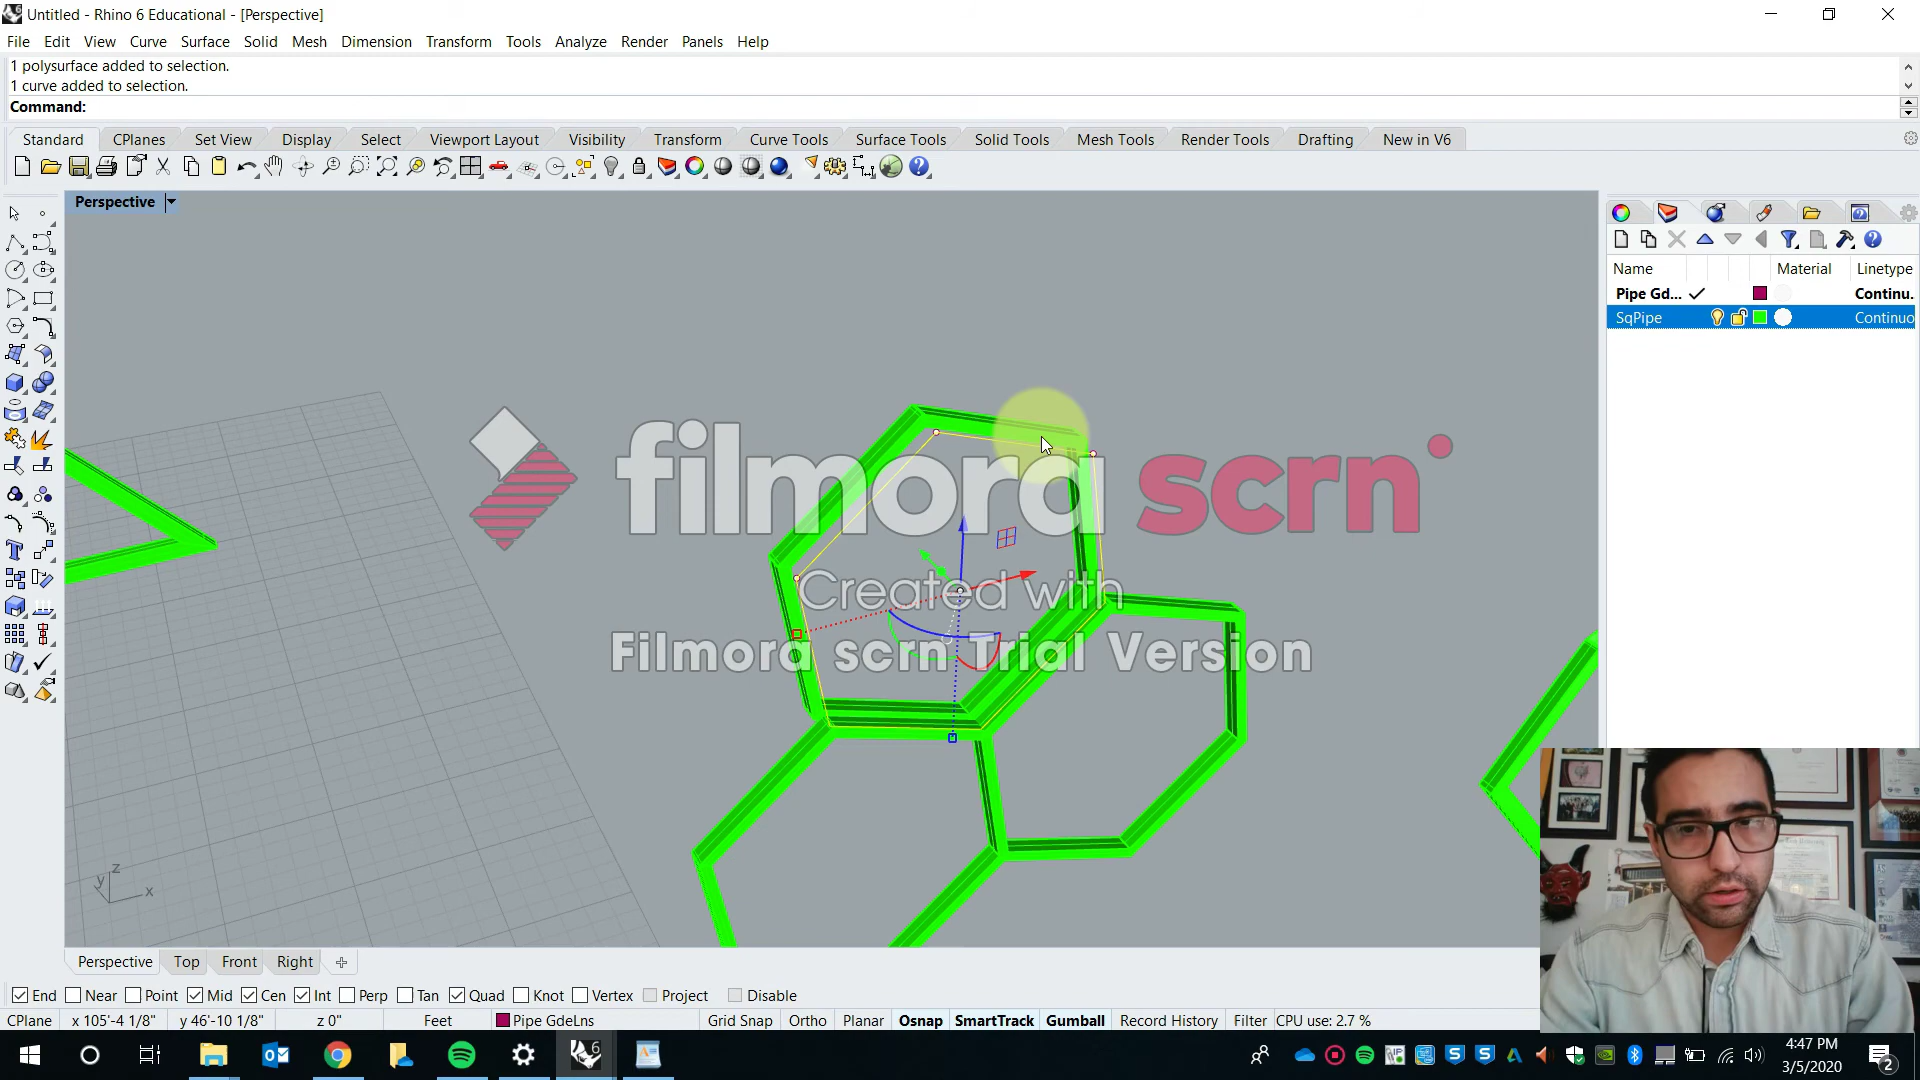 Untitled - Rhino 6 Educational - [Perspective]
File Edit View Curve Surface Solid Mesh Dimension Transform Tools Analyze Render Panels Help
1 polysurface added to selection.
1 curve added to selection.
Command:
Standard CPlanes Set View Display Select Viewport Layout Visibility Transform Curve Tools Surface Tools Solid Tools Mesh Tools Render Tools Drafting New in V6
Perspective
Name Material Linetype
Pipe Gd... Continu.
SqPipe Continuo
filmora scrn
Created with
Filmora scrn Trial Version
z
y
x
Perspective Top Front Right
End Near Point Mid Cen Int Perp Tan Quad Knot Vertex Project Disable
CPlane x 105'-4 1/8" y 46'-10 1/8" z 0" Feet Pipe GdeLns Grid Snap Ortho Planar Osnap SmartTrack Gumball Record History Filter CPU use: 2.7 %
4:47 PM
3/5/2020
2